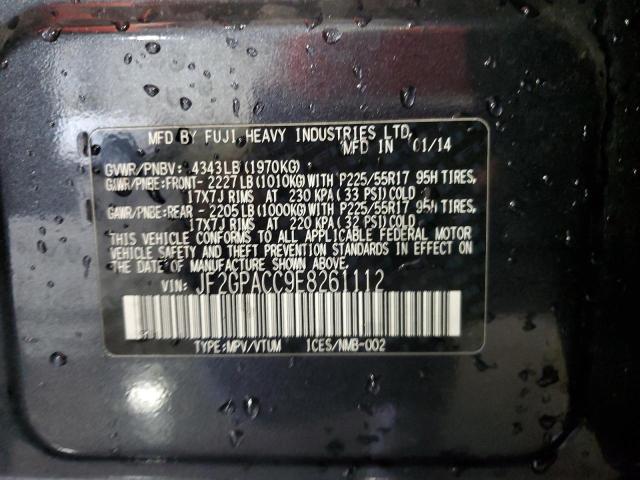 MFD BY FUJI HEAVY INDUSTRIES LTD.
MFD IN 01/14
GVWR/PNBV: 4343LB (1970KG)
GAWR/PNBE:FRONT- 2227LB (1010KG) WITH P225/55R17 95H TIRES,
17X7J RIMS AT 230 KPA (33 PSI) COLD
GAWR/PNBE:REAR - 2205LB (1000KG) WITH P225/55R17 95H TIRES,
17X7J RIMS AT 220 KPA (32 PSI) COLD.
THIS VEHICLE CONFORMS TO ALL APPLICABLE FEDERAL MOTOR
VEHICLE SAFETY AND THEFT PREVENTION STANDARDS IN EFFECT ON
THE DATE OF MANUFACTURE SHOWN ABOVE.
VIN: JF2GPACC9E8261112
TYPE:MPV/VTUM ICES/NMB-002